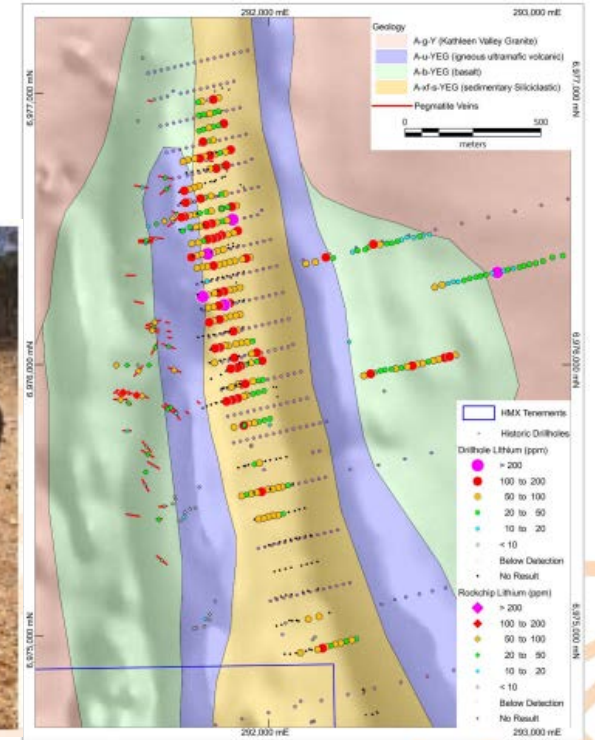 292,000 mE
293,000 mE
Geology
A-g-Y (Kathleen Valley Granite)
A-u-YEG (igneous ultramafic volcanic)
A-b-YEG (basalt)
A-xf-s-YEG (sedimentary Siliciclastic)
Pegmatite Veins
0 500
meters
6,977,000 mN
6,977,000 mN
6,976,000 mN
6,976,000 mN
HMX Tenements
Historic Drillholes
Drillhole Lithium (ppm)
> 200
100 to 200
50 to 100
20 to 50
10 to 20
< 10
Below Detection
No Result
Rockchip Lithium (ppm)
> 200
100 to 200
50 to 100
20 to 50
10 to 20
< 10
Below Detection
No Result
6,975,000 mN
6,975,000 mN
292,000 mE
293,000 mE